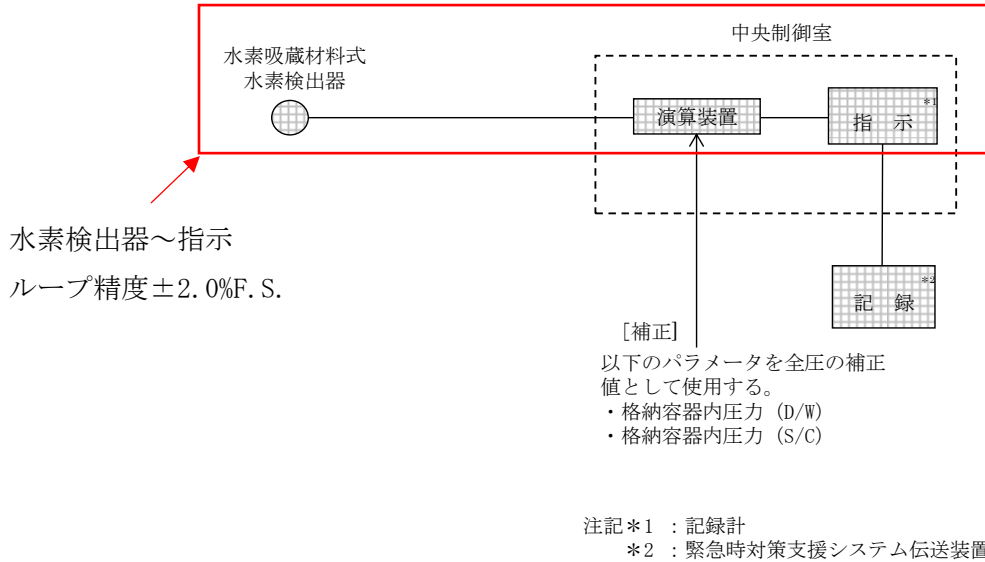 中央制御室
水素吸蔵材料式
水素検出器
演算装置
指 示 *1
水素検出器～指示
ループ精度±2.0%F.S.
記 録 *2
[補正]
以下のパラメータを全圧の補正
値として使用する。
・格納容器内圧力 (D/W)
・格納容器内圧力 (S/C)
注記*1 ：記録計
*2 ：緊急時対策支援システム伝送装置